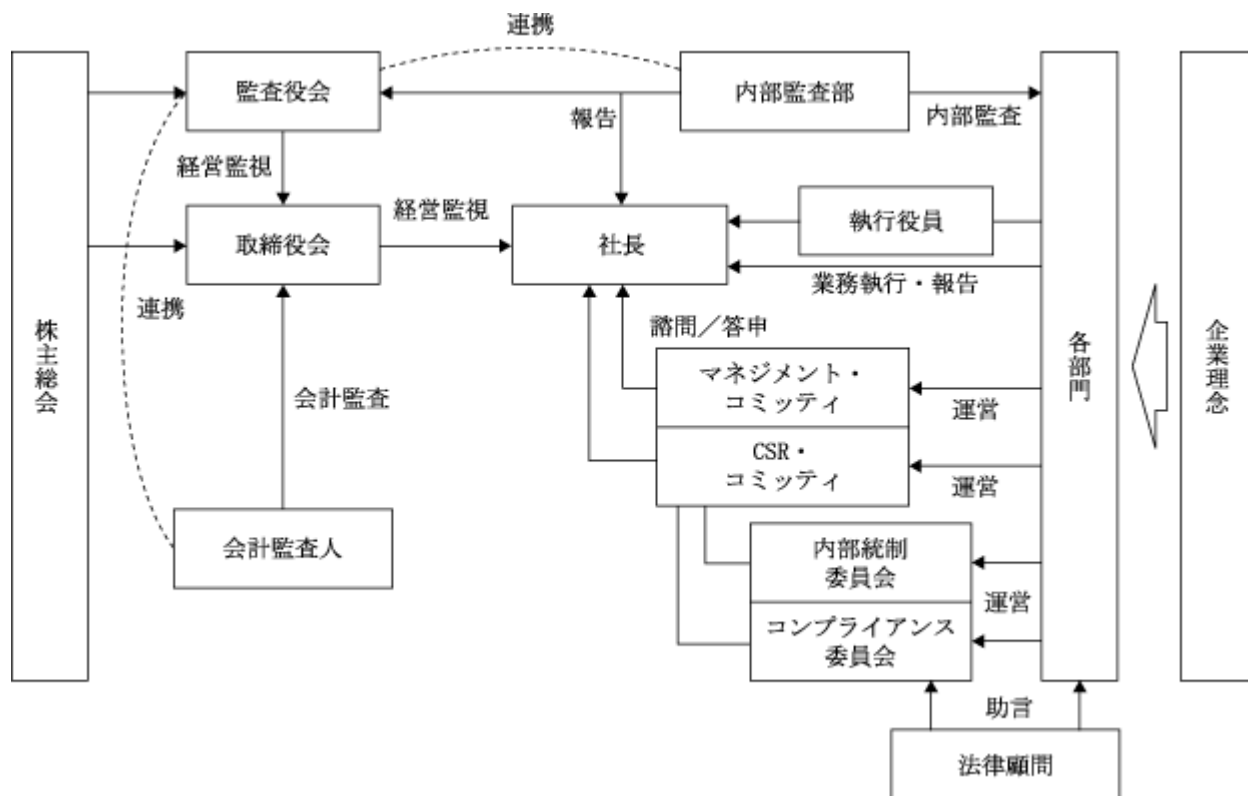 連携
監査役会
内部監査部
報告
内部監査
経営監視
経営監視
取締役会
社長
執行役員
業務執行・報告
連携
諮問／答申
株主総会
各部門
企業理念
マネジメント・
コミッティ
運営
会計監査
CSR・
コミッティ
運営
会計監査人
内部統制
委員会
運営
コンプライアンス
委員会
助言
法律顧問